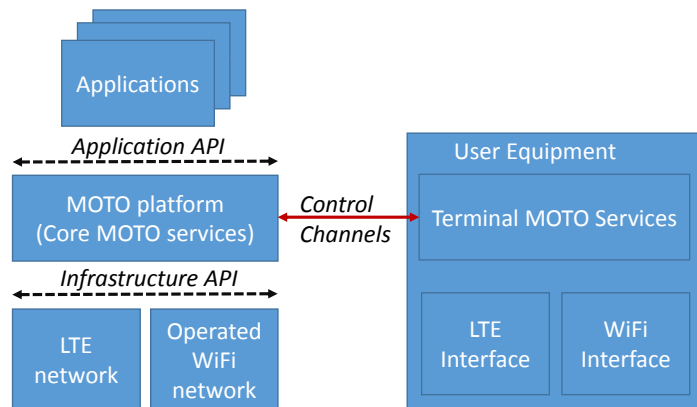 Applications
Application API
MOTO platform
(Core MOTO services)
Infrastructure API
LTE
network
Operated
WiFi
network
Control
Channels
User Equipment
Terminal MOTO Services
LTE
Interface
WiFi
Interface